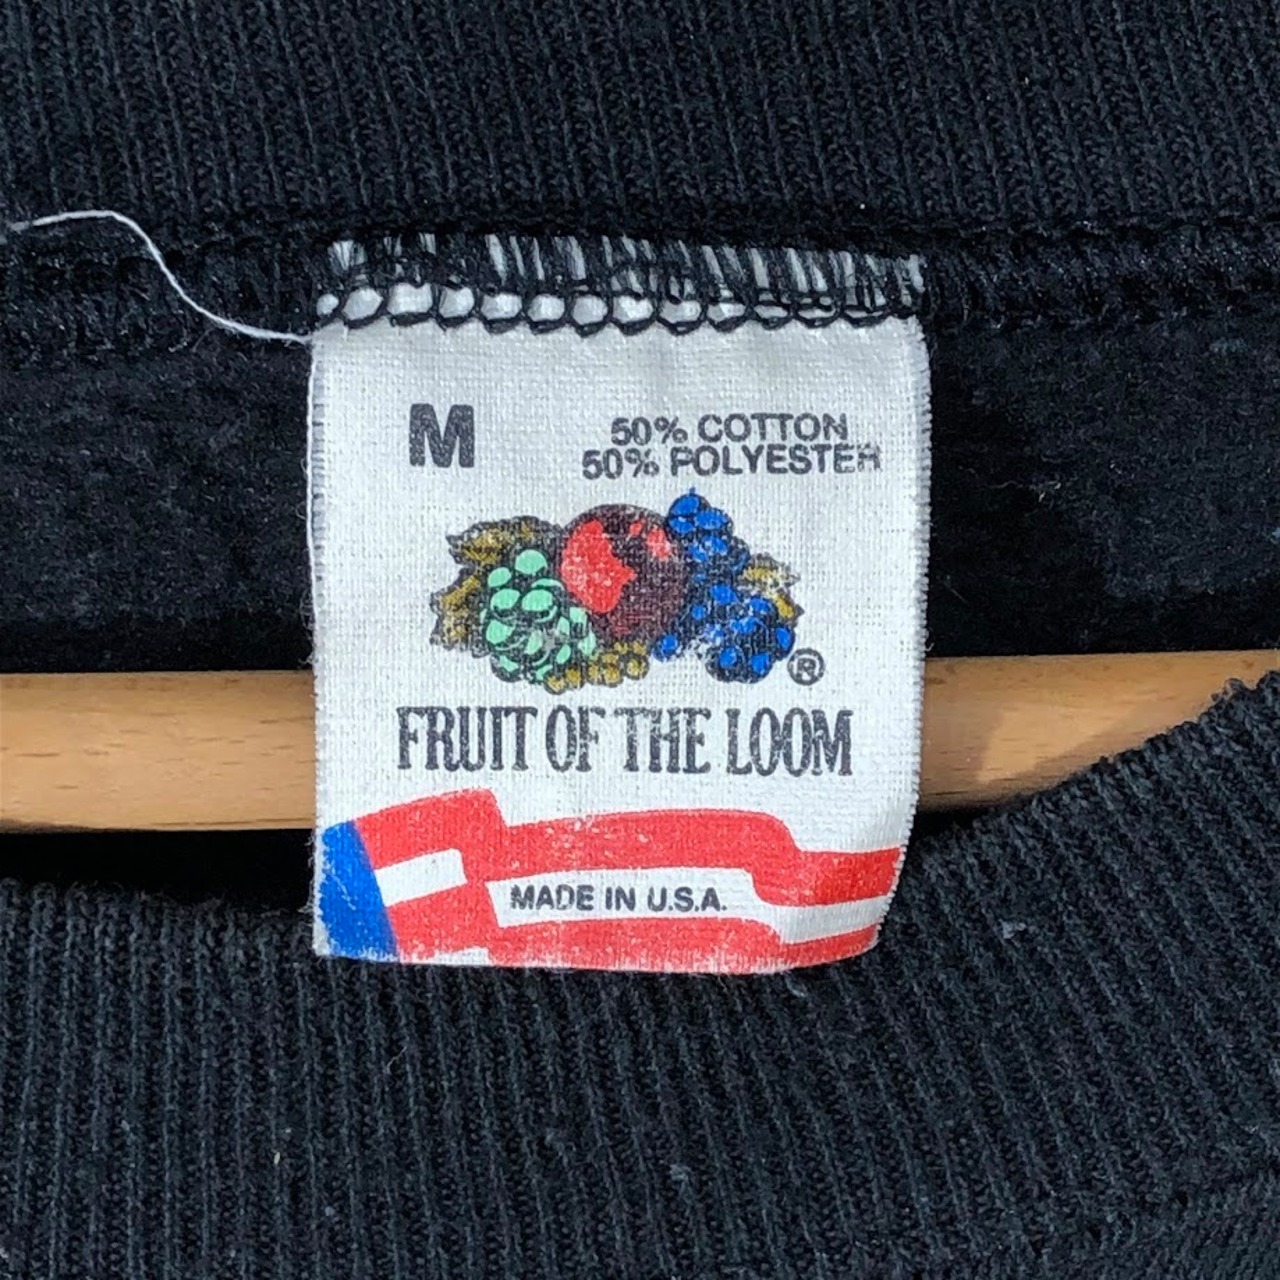 M
50% COTTON
50% POLYESTER
®
FRUIT OF THE LOOM
MADE IN U.S.A.